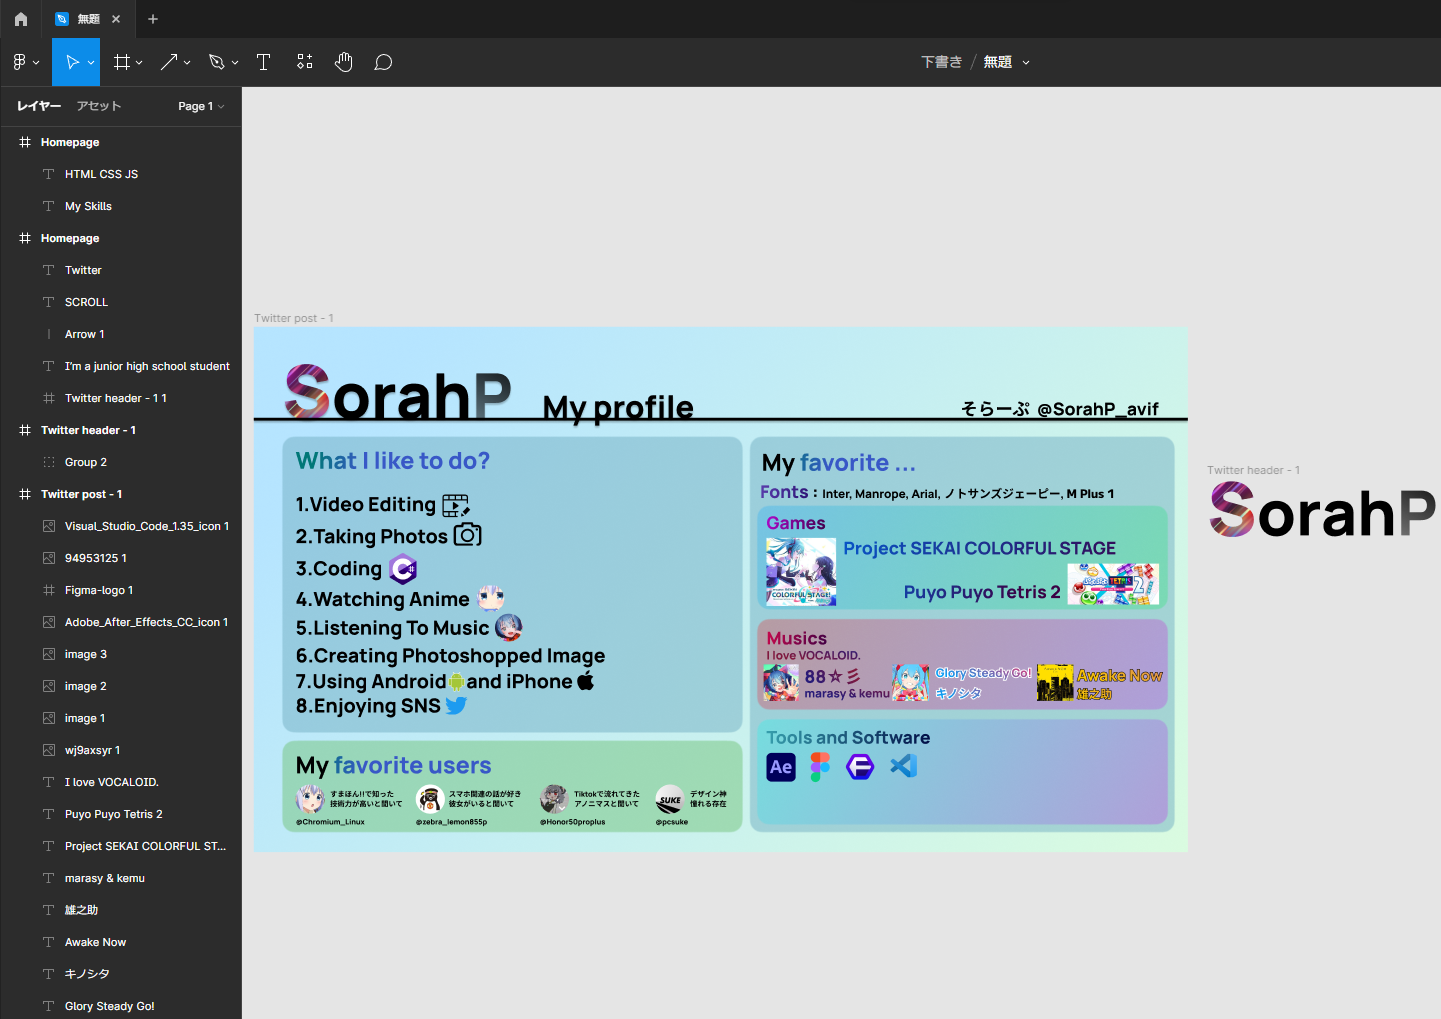 無題
下書き / 無題
レイヤー アセット Page 1
Homepage
HTML CSS JS
My Skills
Homepage
Twitter
SCROLL
Arrow 1
I'm a junior high school student
Twitter header - 1 1
Twitter header - 1
Group 2
Twitter post - 1
Visual_Studio_Code_1.35_icon 1
94953125 1
Figma-logo 1
Adobe_After_Effects_CC_icon 1
image 3
image 2
image 1
wj9axsyr 1
I love VOCALOID.
Puyo Puyo Tetris 2
Project SEKAI COLORFUL ST...
marasy & kemu
雄之助
Awake Now
キノシタ
Glory Steady Go!
Twitter post - 1
SorahP My profile
そらーぷ @SorahP_avif
What I like to do?
1.Video Editing
2.Taking Photos
3.Coding
C#
4.Watching Anime
5.Listening To Music
6.Creating Photoshopped Image
7.Using Android and iPhone
8.Enjoying SNS
My favorite users
すまほん!!で知った
技術力が高いと聞いて
@Chromium_Linux
スマホ関連の話が好き
彼女がいると聞いて
@zebra_lemon855p
Tiktokで流れてきた
アノニマスと聞いて
@Honor50proplus
SUKE
デザイン神
憧れる存在
@pcsuke
My favorite ...
Fonts : Inter, Manrope, Arial, ノトサンズジェーピー, M Plus 1
Games
COLORFUL STAGE!
Project SEKAI COLORFUL STAGE
Puyo Puyo Tetris 2
TETRIS 2
Musics
I love VOCALOID.
88☆彡
marasy & kemu
Glory Steady Go!
キノシタ
Awake Now
雄之助
Tools and Software
Ae
Twitter header - 1
SorahP